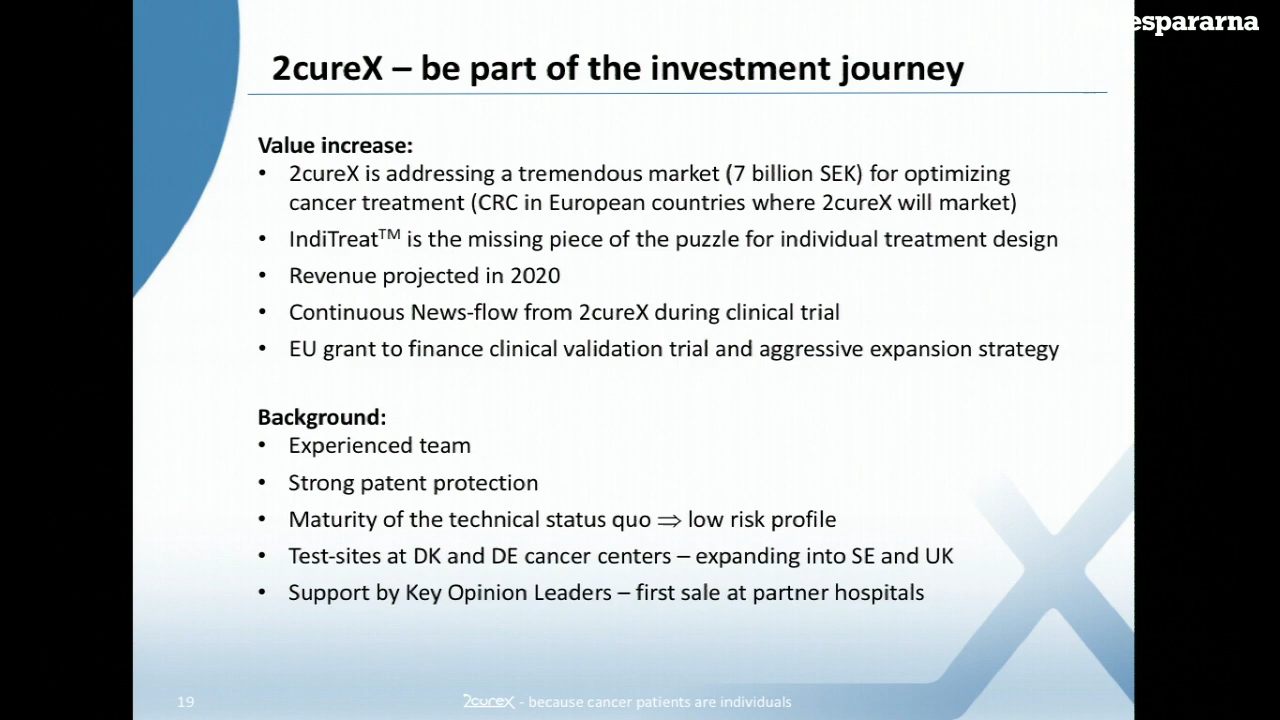 espararna
2cureX – be part of the investment journey
Value increase:
• 2cureX is addressing a tremendous market (7 billion SEK) for optimizing
cancer treatment (CRC in European countries where 2cureX will market)
• IndiTreat™ is the missing piece of the puzzle for individual treatment design
• Revenue projected in 2020
• Continuous News-flow from 2cureX during clinical trial
• EU grant to finance clinical validation trial and aggressive expansion strategy
Background:
• Experienced team
• Strong patent protection
• Maturity of the technical status quo ⇒ low risk profile
• Test-sites at DK and DE cancer centers – expanding into SE and UK
• Support by Key Opinion Leaders – first sale at partner hospitals
19
2cureX - because cancer patients are individuals